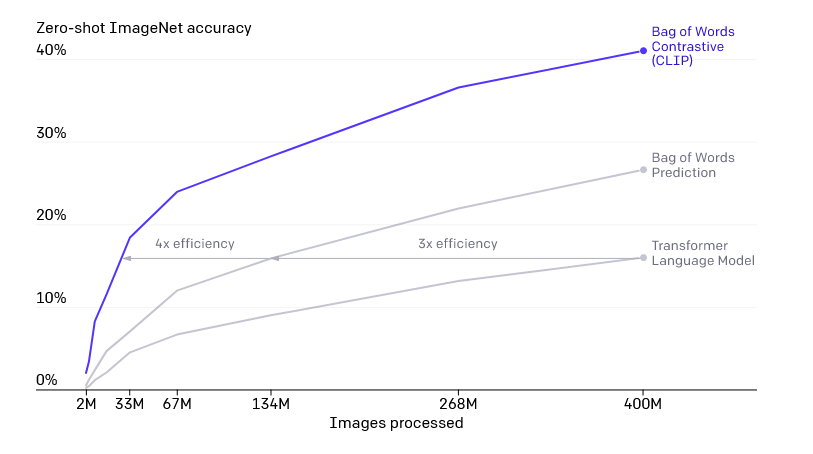 Zero-shot ImageNet accuracy
40%
Bag of Words
Contrastive
(CLIP)
30%
Bag of Words
Prediction
20%
4x efficiency
3x efficiency
Transformer
Language Model
10%
0%
2M 33M 67M 134M 268M 400M
Images processed